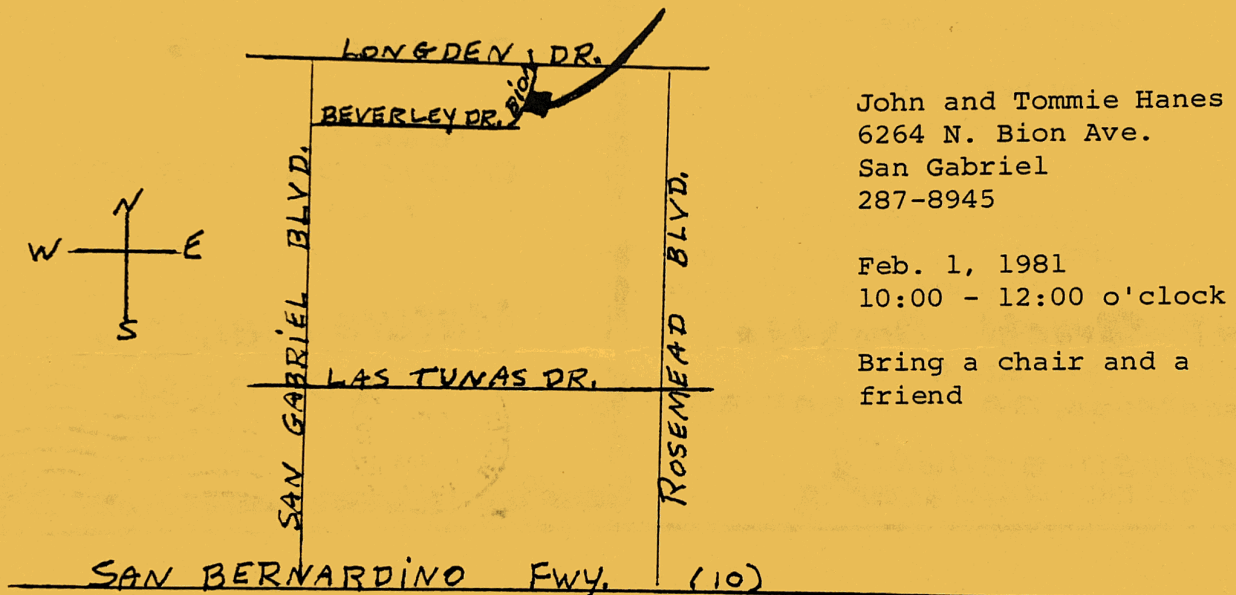 LONGDEN DR.
BION
BEVERLEY DR.
SAN GABRIEL BLVD.
ROSEMEAD BLVD.
N
W E
S
LAS TUNAS DR.
SAN BERNARDINO FWY. (10)
John and Tommie Hanes
6264 N. Bion Ave.
San Gabriel
287-8945
Feb. 1, 1981
10:00 - 12:00 o'clock
Bring a chair and a
friend